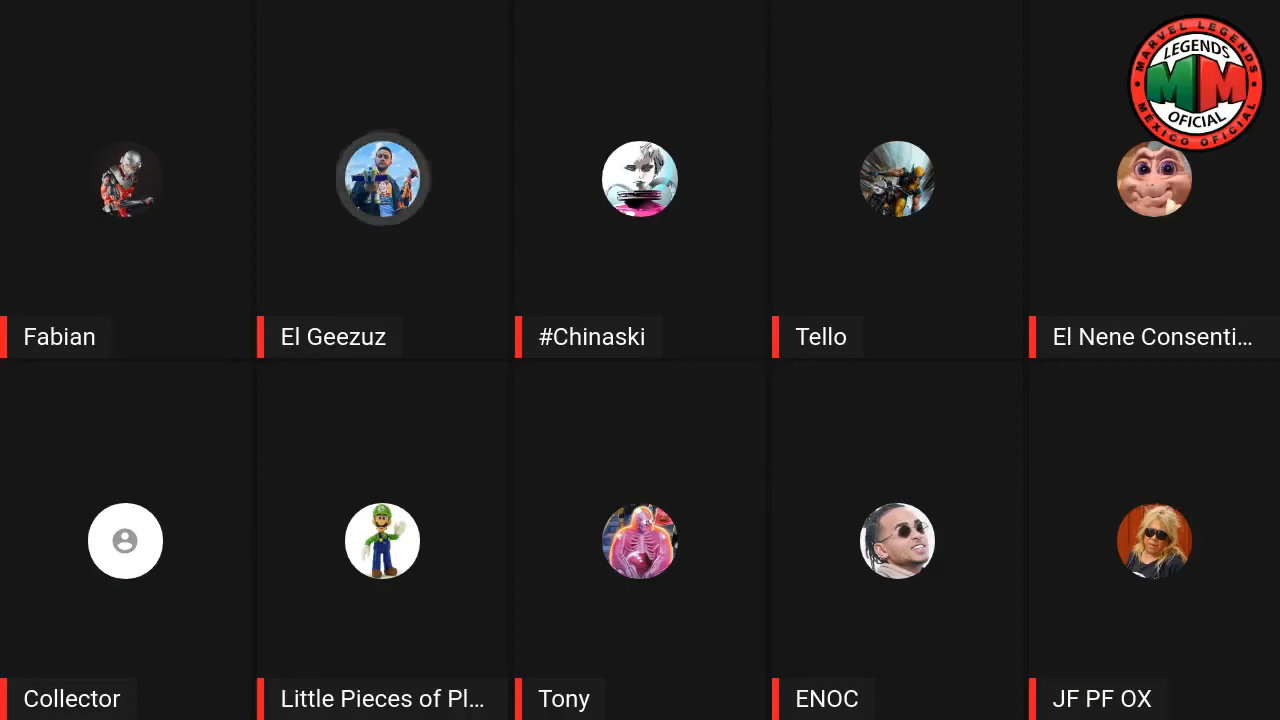 MARVEL LEGENDS
LEGENDS
MM
OFICIAL
MEXICO OFICIAL
Fabian
El Geezuz
#Chinaski
Tello
El Nene Consenti...
Collector
Little Pieces of Pl...
Tony
ENOC
JF PF OX